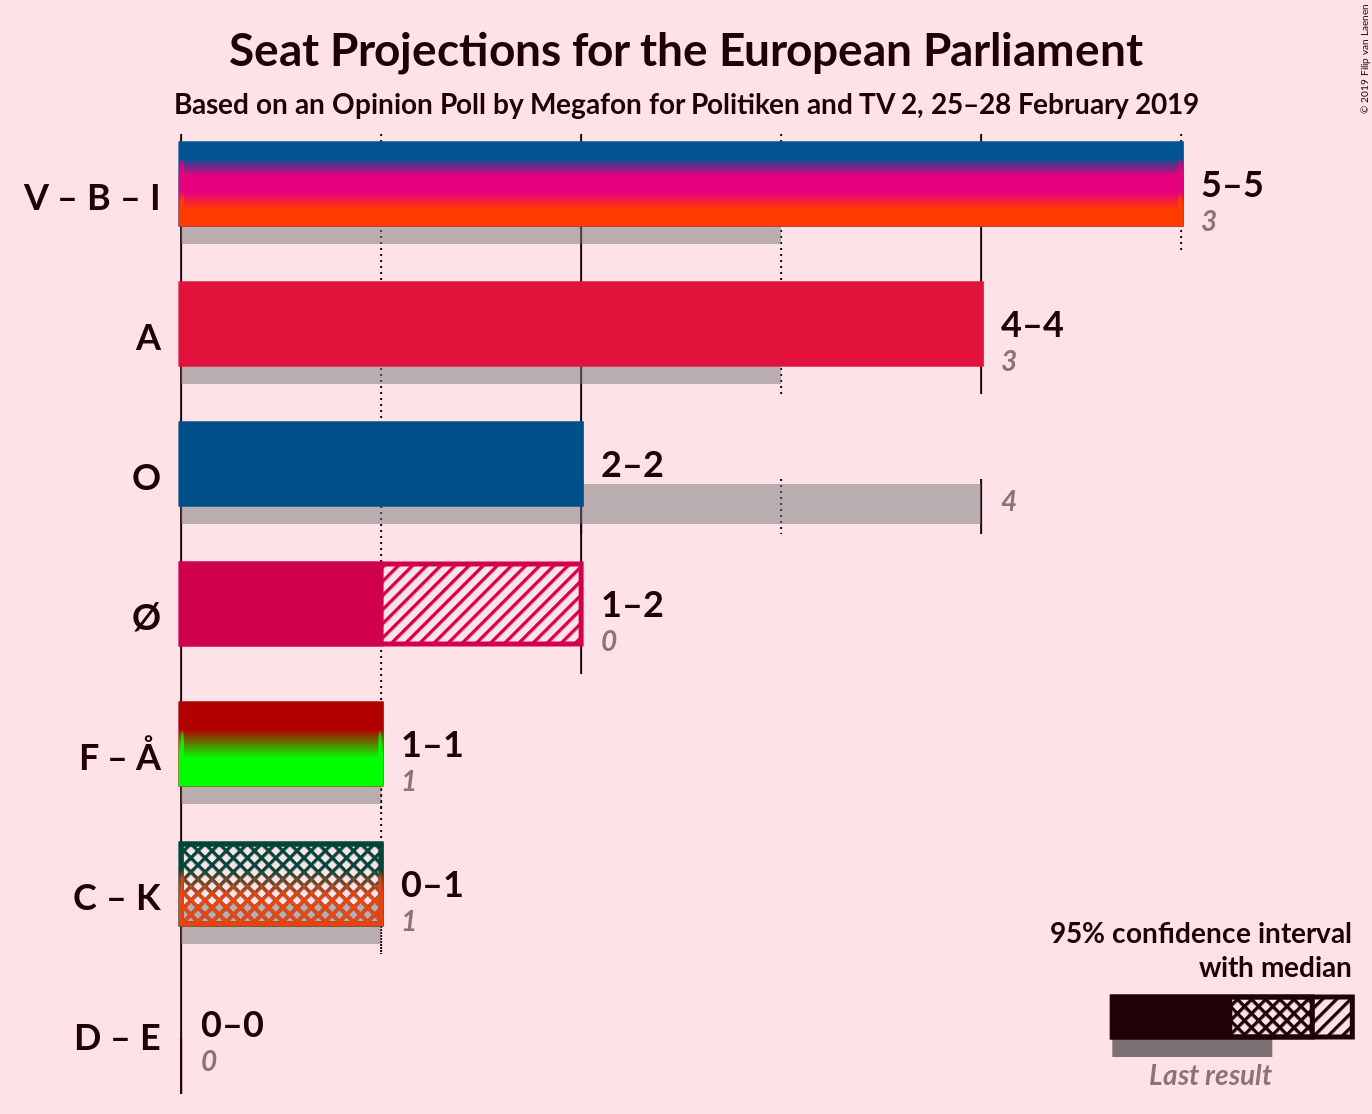 Seat Projections for the European Parliament
Based on an Opinion Poll by Megafon for Politiken and TV 2, 25–28 February 2019
© 2019 Filip van Laenen
V – B – I
5–5
3
A
4–4
3
O
2–2
4
Ø
1–2
0
F – Å
1–1
1
C – K
0–1
1
D – E
0–0
0
95% confidence interval
with median
Last result